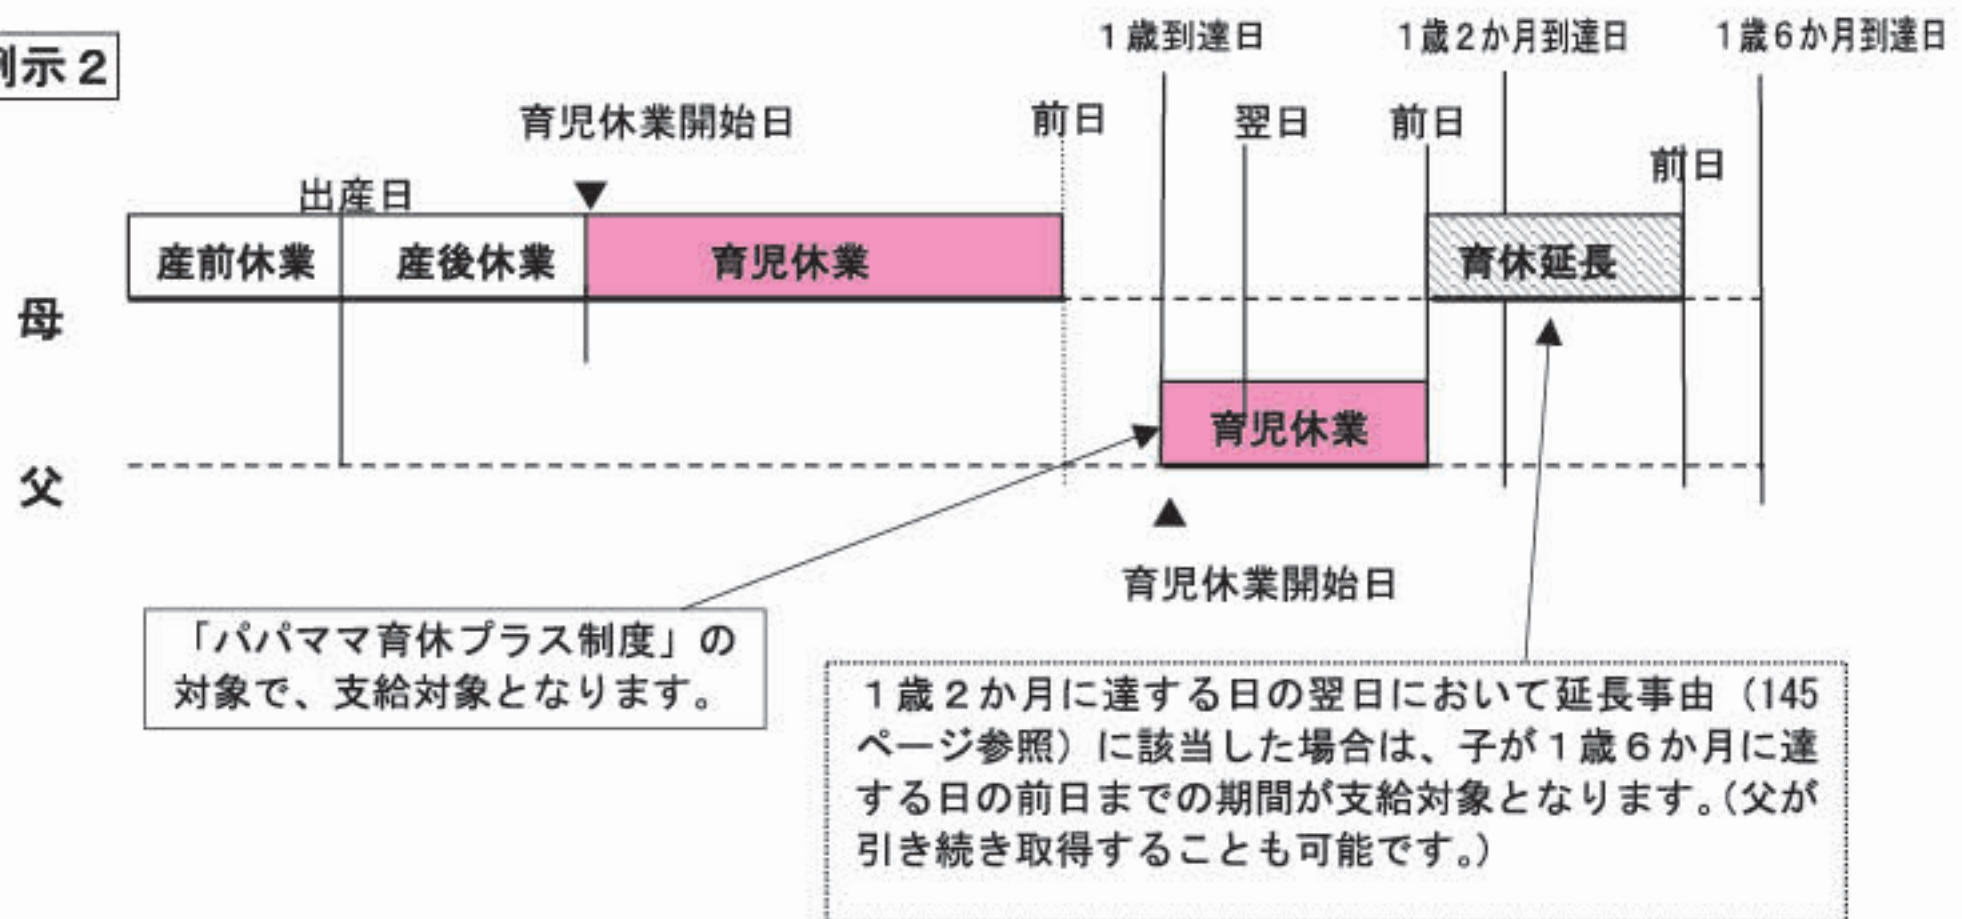 例示２
１歳到達日
１歳２か月到達日
１歳６か月到達日
育児休業開始日
前日
翌日
前日
前日
出産日
産前休業
産後休業
育児休業
育休延長
母
育児休業
父
育児休業開始日
「パパママ育休プラス制度」の
対象で、支給対象となります。
１歳２か月に達する日の翌日において延長事由（145
ページ参照）に該当した場合は、子が１歳６か月に達
する日の前日までの期間が支給対象となります。（父が
引き続き取得することも可能です。）